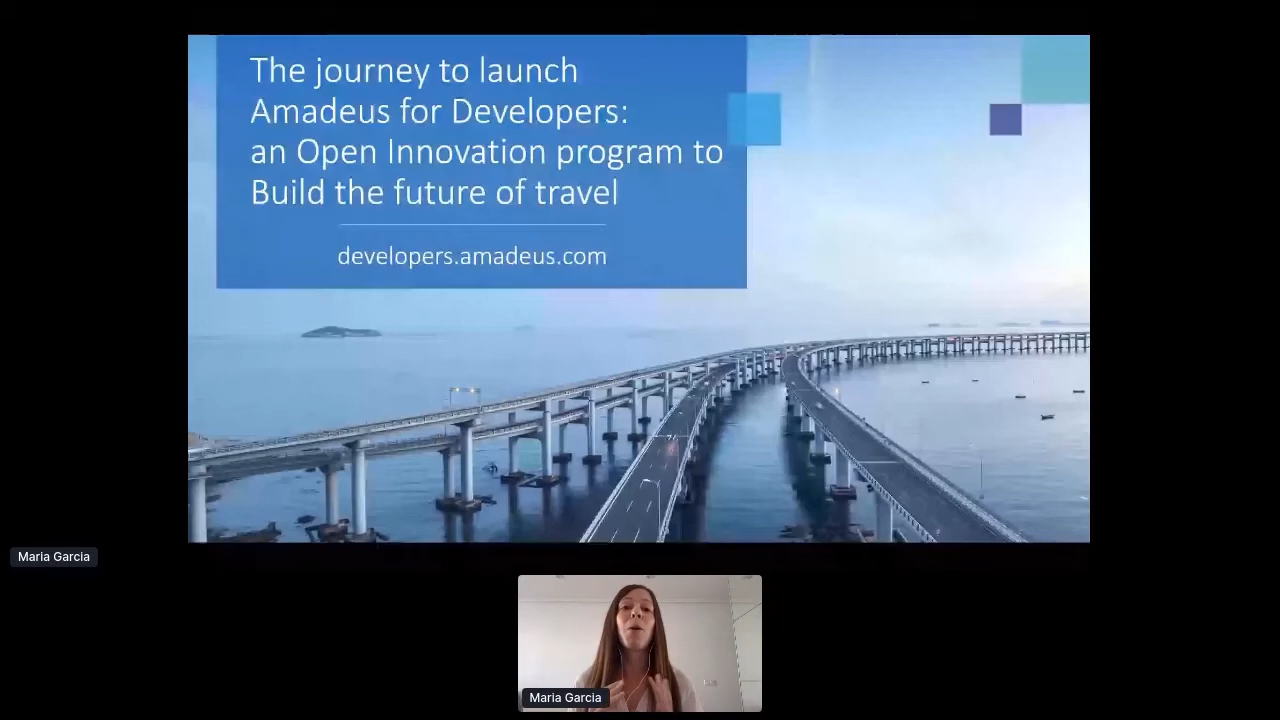 The journey to launch
Amadeus for Developers:
an Open Innovation program to
Build the future of travel
developers.amadeus.com
Maria Garcia
Maria Garcia